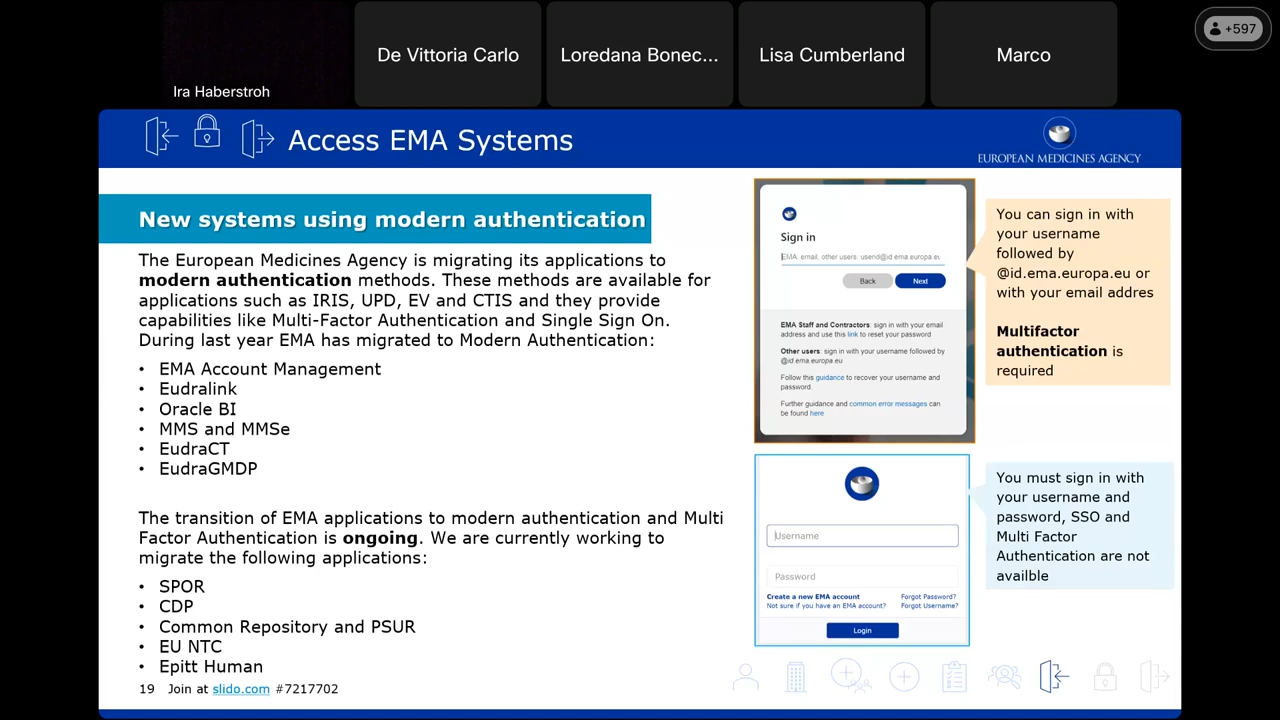 +597
Ira Haberstroh
De Vittoria Carlo
Loredana Bonec...
Lisa Cumberland
Marco
Access EMA Systems
EUROPEAN MEDICINES AGENCY
New systems using modern authentication
The European Medicines Agency is migrating its applications to
modern authentication methods. These methods are available for
applications such as IRIS, UPD, EV and CTIS and they provide
capabilities like Multi-Factor Authentication and Single Sign On.
During last year EMA has migrated to Modern Authentication:
• EMA Account Management
• Eudralink
• Oracle BI
• MMS and MMSe
• EudraCT
• EudraGMDP
The transition of EMA applications to modern authentication and Multi
Factor Authentication is ongoing. We are currently working to
migrate the following applications:
• SPOR
• CDP
• Common Repository and PSUR
• EU NTC
• Epitt Human
19 Join at slido.com #7217702
Sign in
EMA: email, other users: userid@id.ema.europa.eu
Back
Next
EMA Staff and Contractors: sign in with your email
address and use this link to reset your password
Other users: sign in with your username followed by
@id.ema.europa.eu
Follow this guidance to recover your username and
password.
Further guidance and common error messages can
be found here
You can sign in with
your username
followed by
@id.ema.europa.eu or
with your email addres
Multifactor
authentication is
required
Username
Password
Create a new EMA account
Forgot Password?
Not sure if you have an EMA account?
Forgot Username?
Login
You must sign in with
your username and
password, SSO and
Multi Factor
Authentication are not
availble